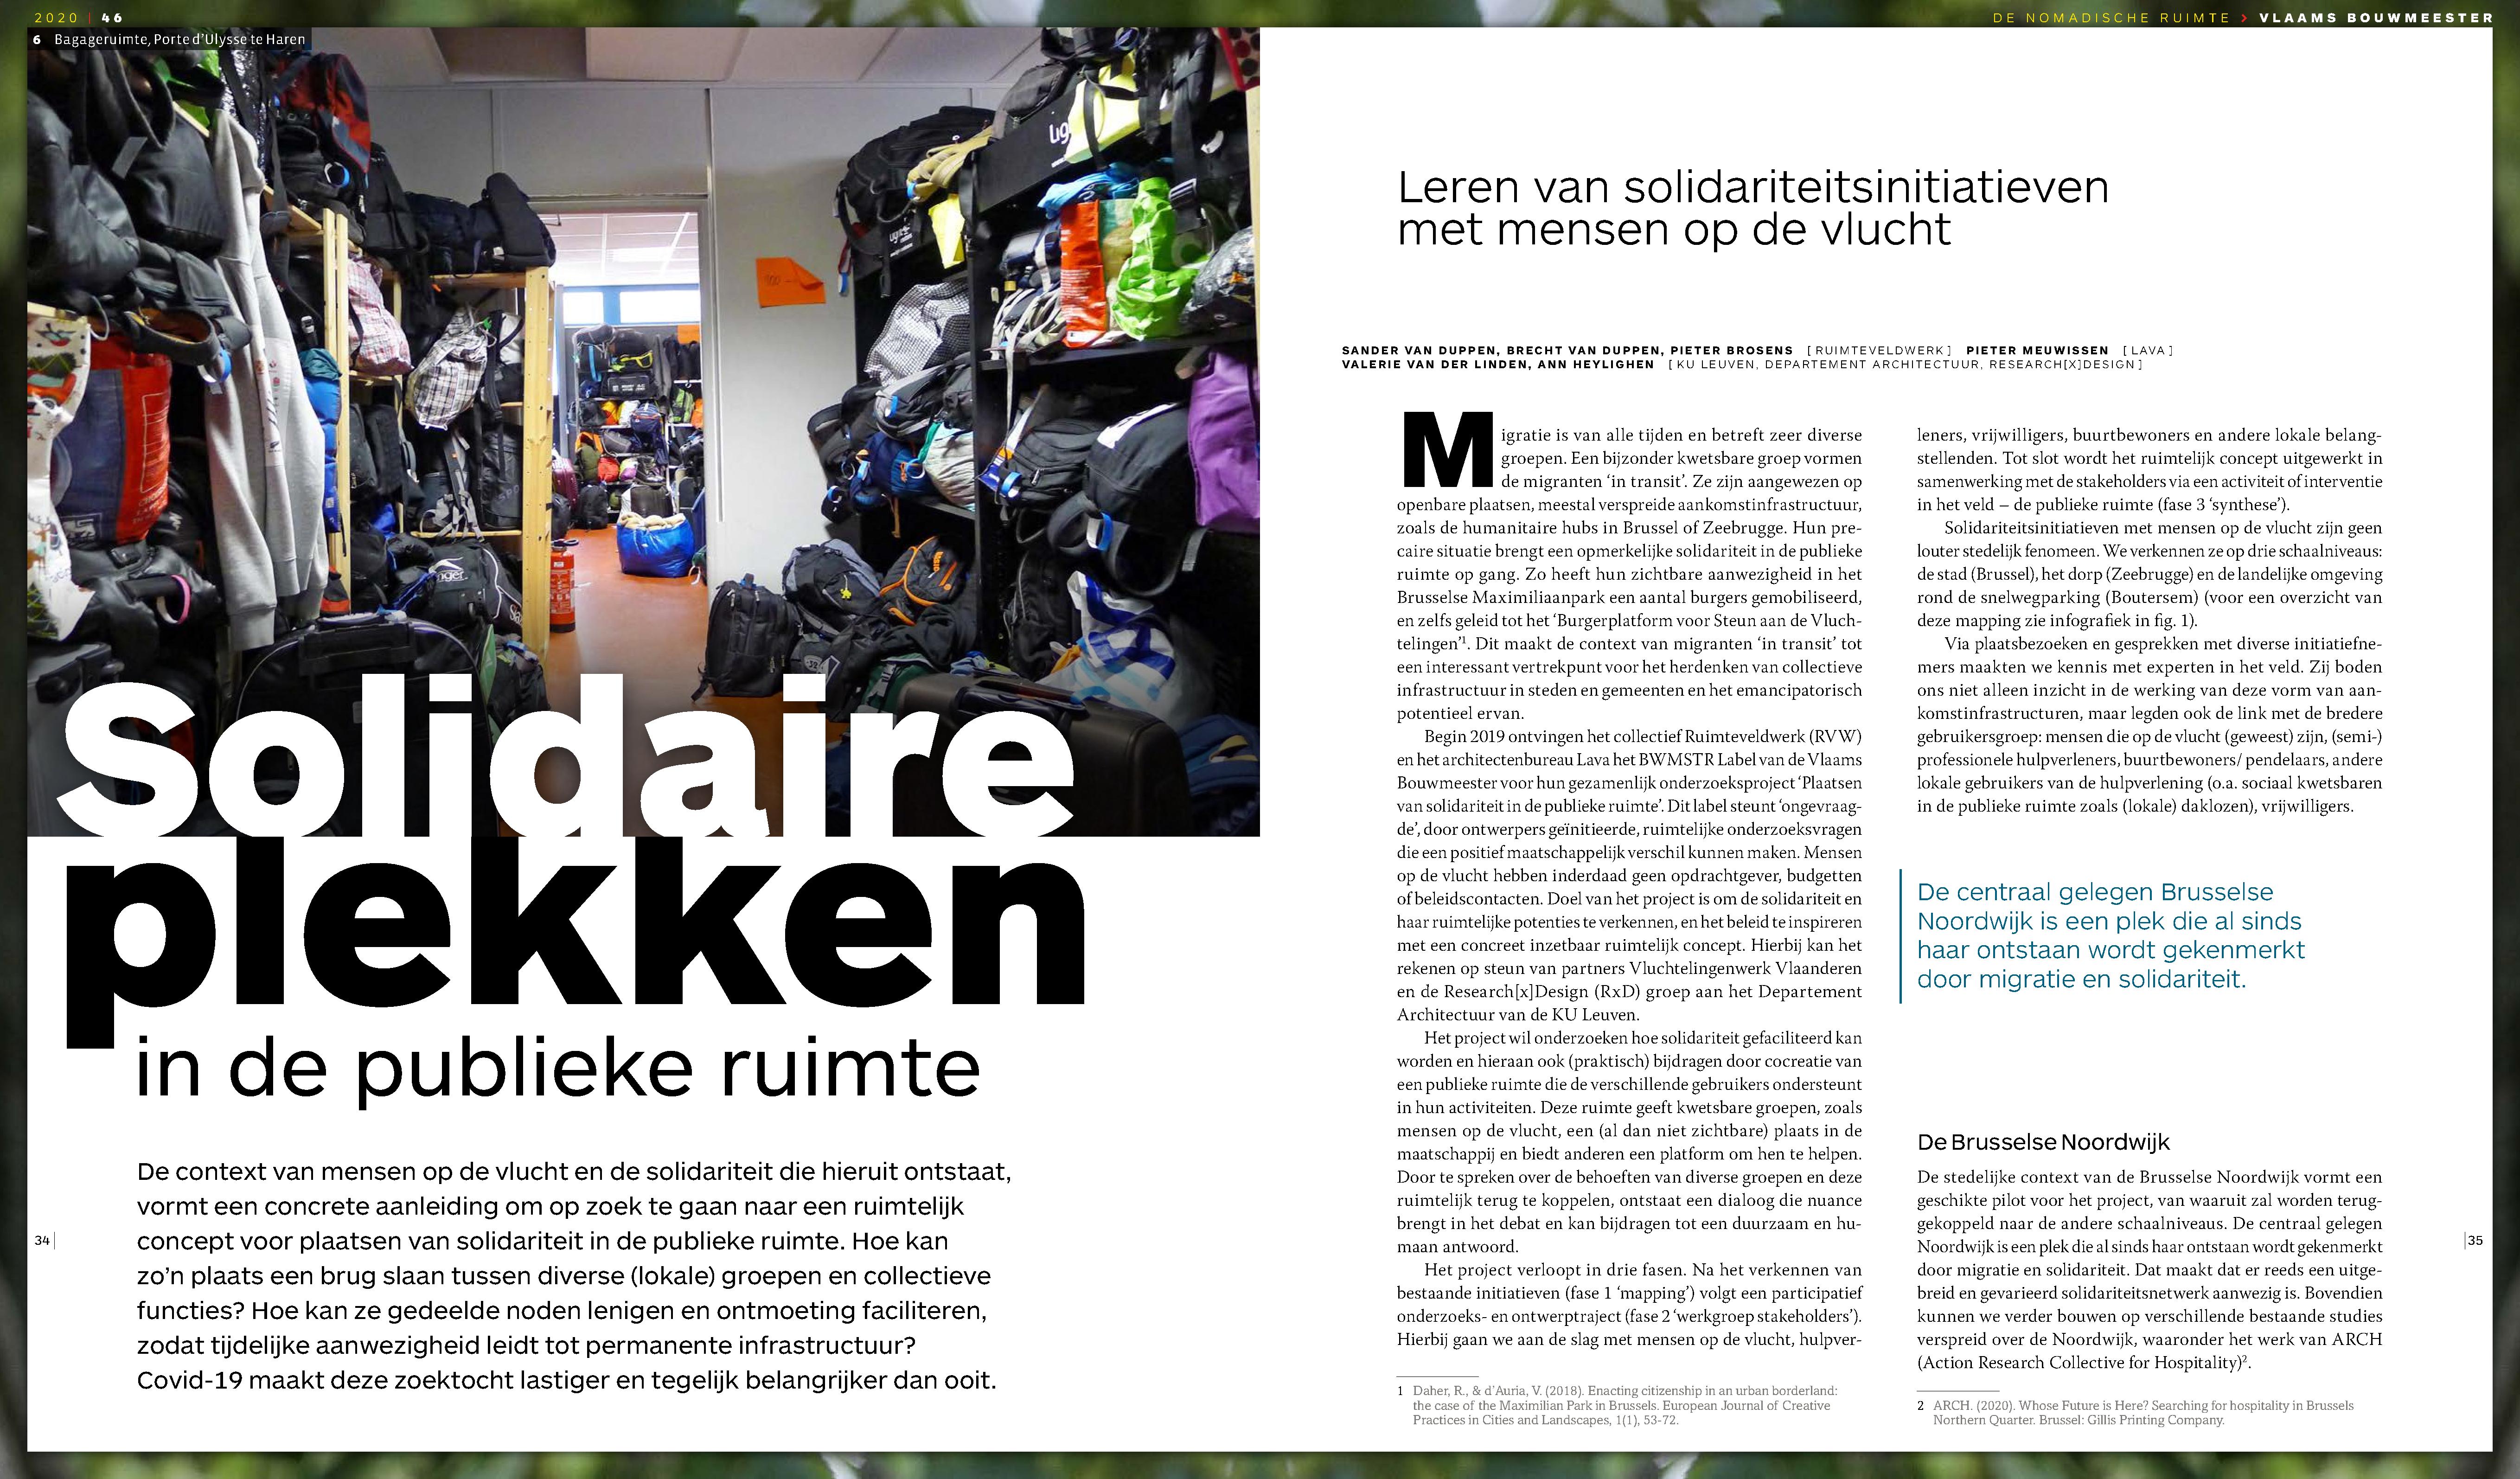 2020 | 46
DE NOMADISCHE RUIMTE > VLAAMS BOUWMEESTER
6 Bagageruimte, Porte d’Ulysse te Haren
Solidaire
plekken
in de publieke ruimte
De context van mensen op de vlucht en de solidariteit die hieruit ontstaat,
vormt een concrete aanleiding om op zoek te gaan naar een ruimtelijk
concept voor plaatsen van solidariteit in de publieke ruimte. Hoe kan
zo’n plaats een brug slaan tussen diverse (lokale) groepen en collectieve
functies? Hoe kan ze gedeelde noden lenigen en ontmoeting faciliteren,
zodat tijdelijke aanwezigheid leidt tot permanente infrastructuur?
Covid-19 maakt deze zoektocht lastiger en tegelijk belangrijker dan ooit.
34 |
Leren van solidariteitsinitiatieven
met mensen op de vlucht
SANDER VAN DUPPEN, BRECHT VAN DUPPEN, PIETER BROSENS [ RUIMTEVELDWERK ] PIETER MEUWISSEN [ LAVA ]
VALERIE VAN DER LINDEN, ANN HEYLIGHEN [ KU LEUVEN, DEPARTEMENT ARCHITECTUUR, RESEARCH[X]DESIGN ]
Migratie is van alle tijden en betreft zeer diverse
groepen. Een bijzonder kwetsbare groep vormen
de migranten ‘in transit’. Ze zijn aangewezen op
openbare plaatsen, meestal verspreide aankomstinfrastructuur,
zoals de humanitaire hubs in Brussel of Zeebrugge. Hun pre-
caire situatie brengt een opmerkelijke solidariteit in de publieke
ruimte op gang. Zo heeft hun zichtbare aanwezigheid in het
Brusselse Maximiliaanpark een aantal burgers gemobiliseerd,
en zelfs geleid tot het ‘Burgerplatform voor Steun aan de Vluch-
telingen’¹. Dit maakt de context van migranten ‘in transit’ tot
een interessant vertrekpunt voor het herdenken van collectieve
infrastructuur in steden en gemeenten en het emancipatorisch
potentieel ervan.
Begin 2019 ontvingen het collectief Ruimteveldwerk (RVW)
en het architectenbureau Lava het BWMSTR Label van de Vlaams
Bouwmeester voor hun gezamenlijk onderzoeksproject ‘Plaatsen
van solidariteit in de publieke ruimte’. Dit label steunt ‘ongevraag-
de’, door ontwerpers geïnitieerde, ruimtelijke onderzoeksvragen
die een positief maatschappelijk verschil kunnen maken. Mensen
op de vlucht hebben inderdaad geen opdrachtgever, budgetten
of beleidscontacten. Doel van het project is om de solidariteit en
haar ruimtelijke potenties te verkennen, en het beleid te inspireren
met een concreet inzetbaar ruimtelijk concept. Hierbij kan het
rekenen op steun van partners Vluchtelingenwerk Vlaanderen
en de Research[x]Design (RxD) groep aan het Departement
Architectuur van de KU Leuven.
Het project wil onderzoeken hoe solidariteit gefaciliteerd kan
worden en hieraan ook (praktisch) bijdragen door cocreatie van
een publieke ruimte die de verschillende gebruikers ondersteunt
in hun activiteiten. Deze ruimte geeft kwetsbare groepen, zoals
mensen op de vlucht, een (al dan niet zichtbare) plaats in de
maatschappij en biedt anderen een platform om hen te helpen.
Door te spreken over de behoeften van diverse groepen en deze
ruimtelijk terug te koppelen, ontstaat een dialoog die nuance
brengt in het debat en kan bijdragen tot een duurzaam en hu-
maan antwoord.
Het project verloopt in drie fasen. Na het verkennen van
bestaande initiatieven (fase 1 ‘mapping’) volgt een participatief
onderzoeks- en ontwerptraject (fase 2 ‘werkgroep stakeholders’).
Hierbij gaan we aan de slag met mensen op de vlucht, hulpver-
1 Daher, R., & d’Auria, V. (2018). Enacting citizenship in an urban borderland:
the case of the Maximilian Park in Brussels. European Journal of Creative
Practices in Cities and Landscapes, 1(1), 53-72.
leners, vrijwilligers, buurtbewoners en andere lokale belang-
stellenden. Tot slot wordt het ruimtelijk concept uitgewerkt in
samenwerking met de stakeholders via een activiteit of interventie
in het veld – de publieke ruimte (fase 3 ‘synthese’).
Solidariteitsinitiatieven met mensen op de vlucht zijn geen
louter stedelijk fenomeen. We verkennen ze op drie schaalniveaus:
de stad (Brussel), het dorp (Zeebrugge) en de landelijke omgeving
rond de snelwegparking (Boutersem) (voor een overzicht van
deze mapping zie infografiek in fig. 1).
Via plaatsbezoeken en gesprekken met diverse initiatiefne-
mers maakten we kennis met experten in het veld. Zij boden
ons niet alleen inzicht in de werking van deze vorm van aan-
komstinfrastructuren, maar legden ook de link met de bredere
gebruikersgroep: mensen die op de vlucht (geweest) zijn, (semi-)
professionele hulpverleners, buurtbewoners/ pendelaars, andere
lokale gebruikers van de hulpverlening (o.a. sociaal kwetsbaren
in de publieke ruimte zoals (lokale) daklozen), vrijwilligers.
De centraal gelegen Brusselse
Noordwijk is een plek die al sinds
haar ontstaan wordt gekenmerkt
door migratie en solidariteit.
De Brusselse Noordwijk
De stedelijke context van de Brusselse Noordwijk vormt een
geschikte pilot voor het project, van waaruit zal worden terug-
gekoppeld naar de andere schaalniveaus. De centraal gelegen
Noordwijk is een plek die al sinds haar ontstaan wordt gekenmerkt
door migratie en solidariteit. Dat maakt dat er reeds een uitge-
breid en gevarieerd solidariteitsnetwerk aanwezig is. Bovendien
kunnen we verder bouwen op verschillende bestaande studies
verspreid over de Noordwijk, waaronder het werk van ARCH
(Action Research Collective for Hospitality)².
2 ARCH. (2020). Whose Future is Here? Searching for hospitality in Brussels
Northern Quarter. Brussel: Gillis Printing Company.
| 35